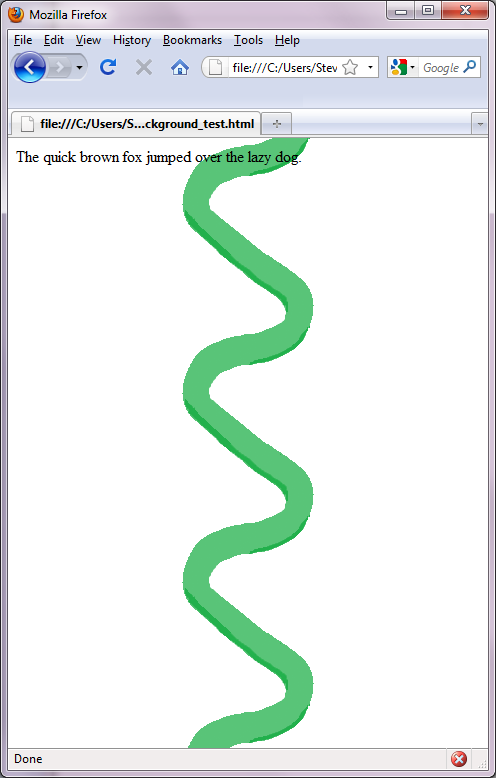 Mozilla Firefox
File Edit View History Bookmarks Tools Help
file:///C:/Users/Stev Google
file:///C:/Users/S...ckground_test.html
The quick brown fox jumped over the lazy dog.
Done